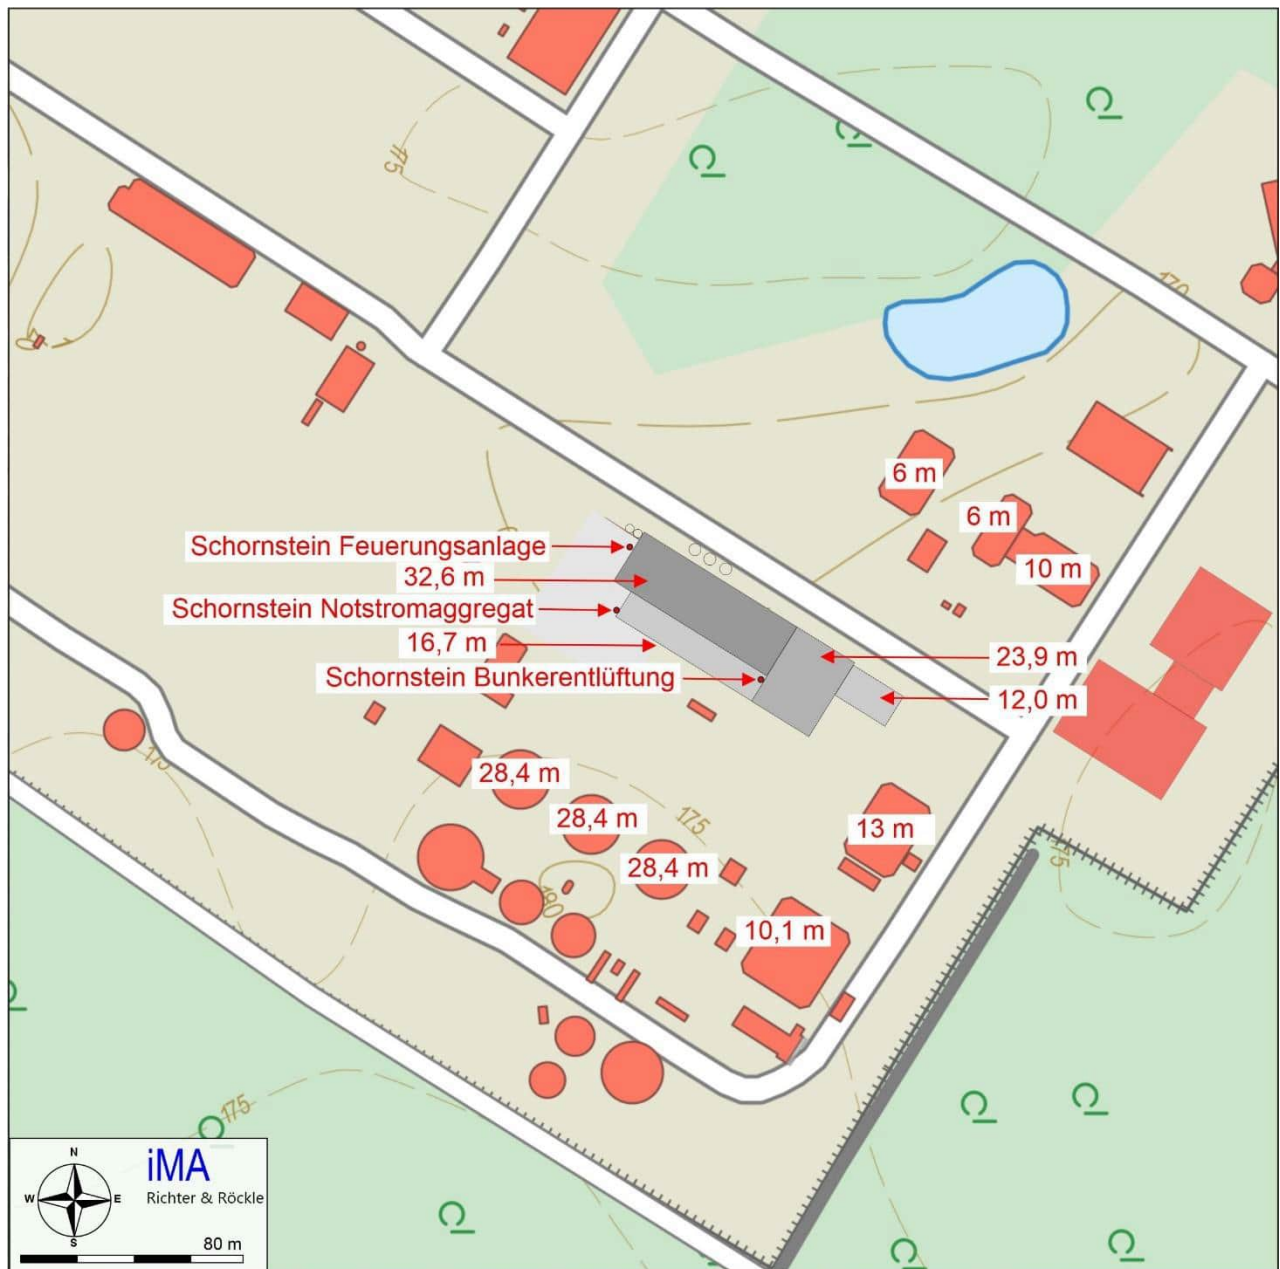 175
170
6 m
6 m
10 m
Schornstein Feuerungsanlage
32,6 m
Schornstein Notstromaggregat
16,7 m
Schornstein Bunkerentlüftung
23,9 m
12,0 m
175
28,4 m
28,4 m
175
28,4 m
13 m
175
180
10,1 m
175
N
W E
S
iMA
Richter & Röckle
80 m